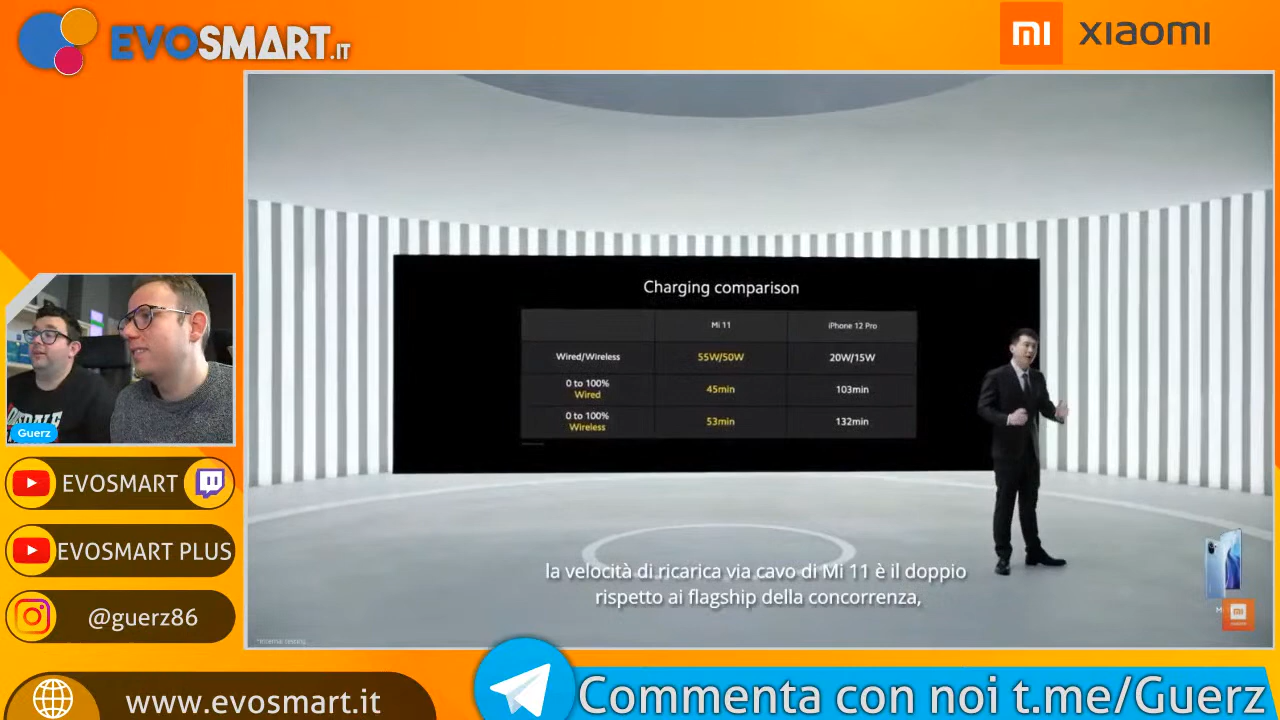 EVOSMART.IT
mi xiaomi
Charging comparison
Mi 11 iPhone 12 Pro
Wired/Wireless 55W/50W 20W/15W
0 to 100% Wired 45min 103min
0 to 100% Wireless 53min 132min
la velocità di ricarica via cavo di Mi 11 è il doppio
rispetto ai flagship della concorrenza,
Guerz
EVOSMART
EVOSMART PLUS
@guerz86
www.evosmart.it
Commenta con noi t.me/Guerz